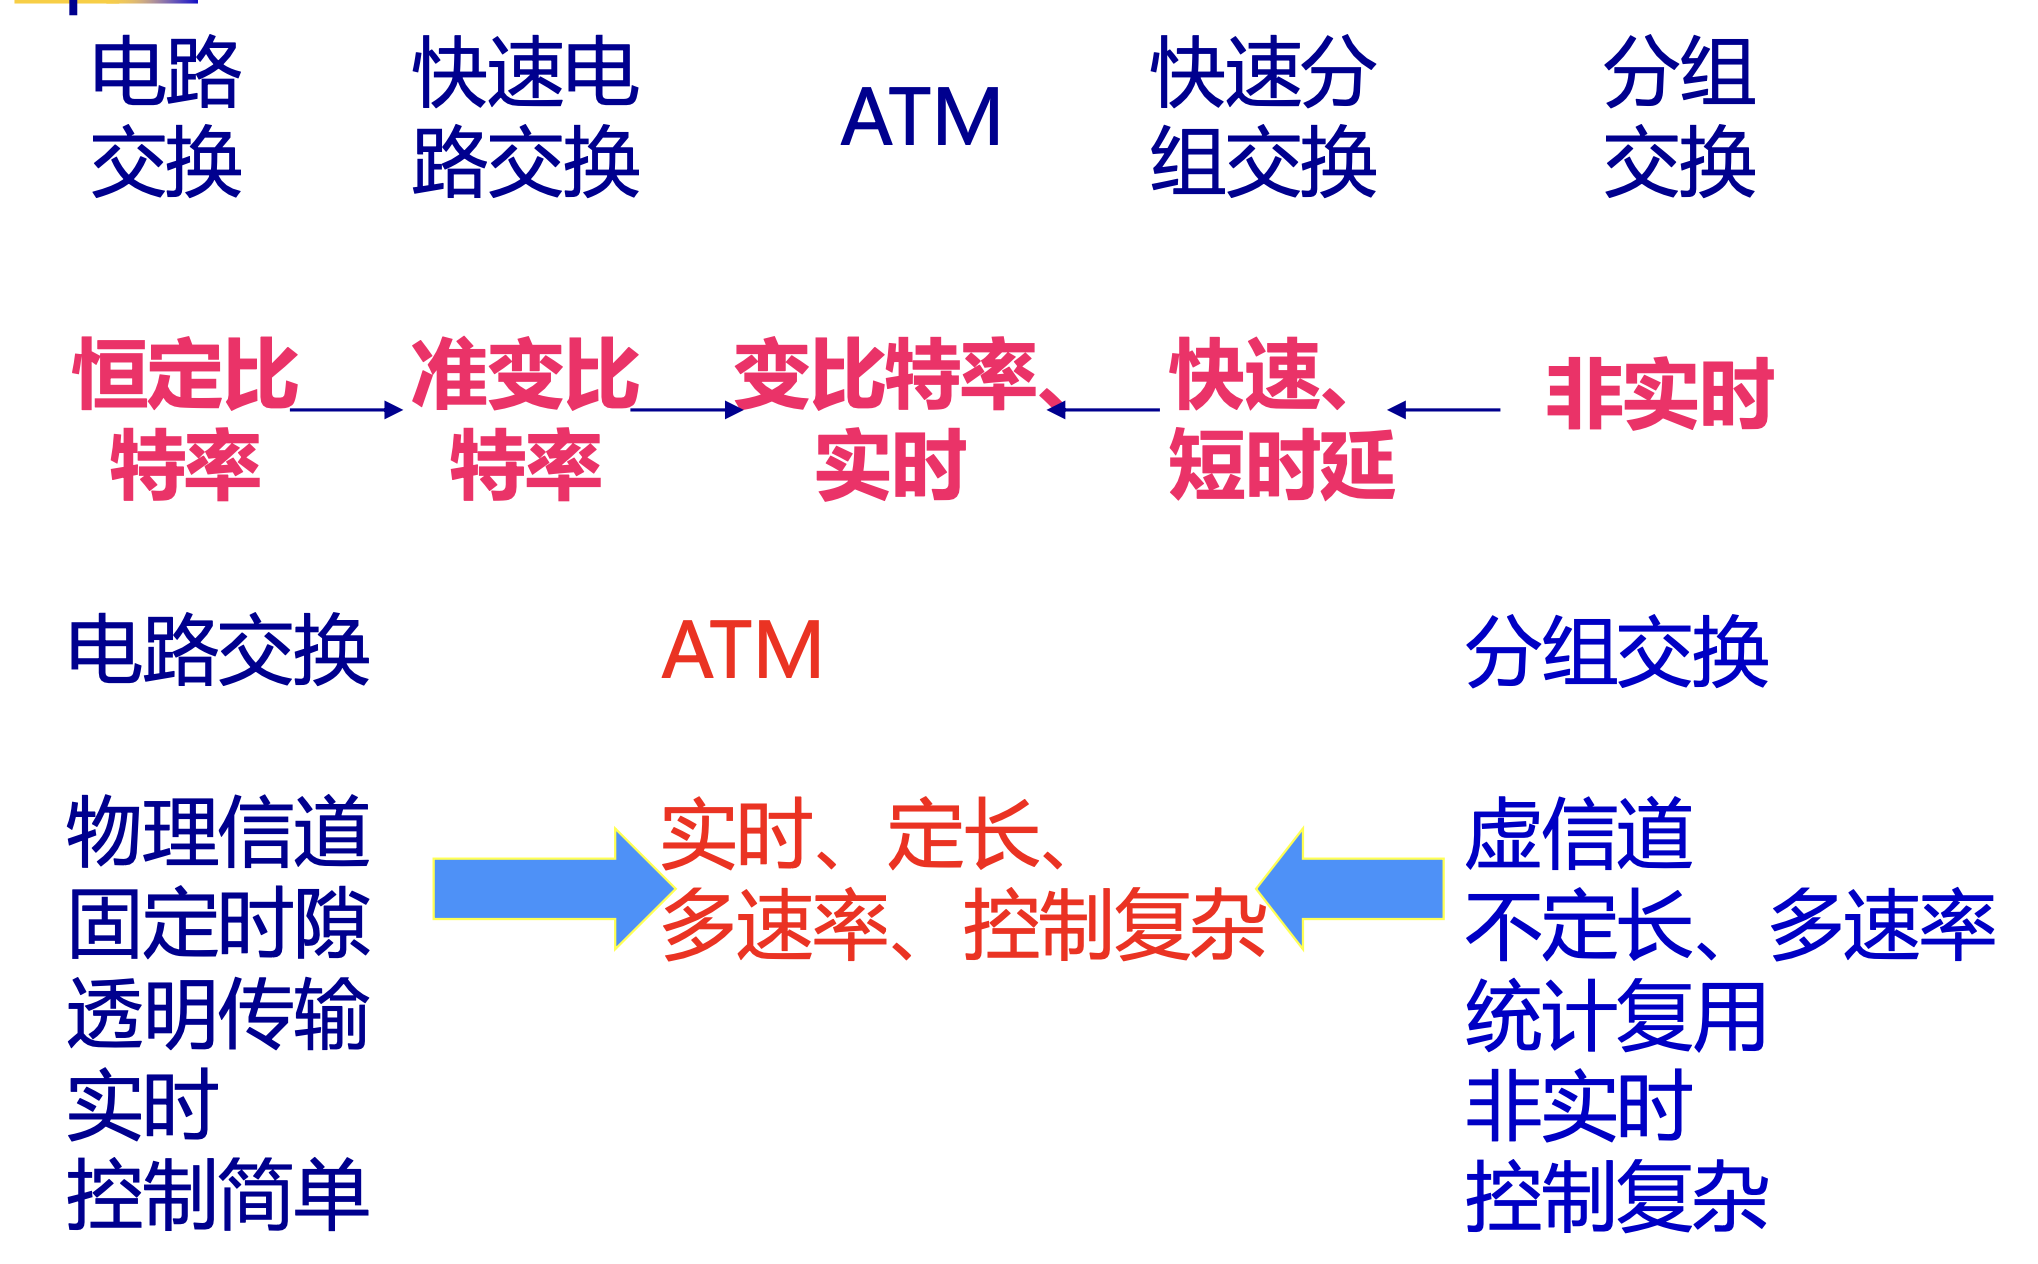 电路
交换
快速电
路交换
ATM
快速分
组交换
分组
交换
恒定比
特率
准变比
特率
变比特率、
实时
快速、
短时延
非实时
电路交换
ATM
分组交换
物理信道
固定时隙
透明传输
实时
控制简单
实时、定长、
多速率、控制复杂
虚信道
不定长、多速率
统计复用
非实时
控制复杂